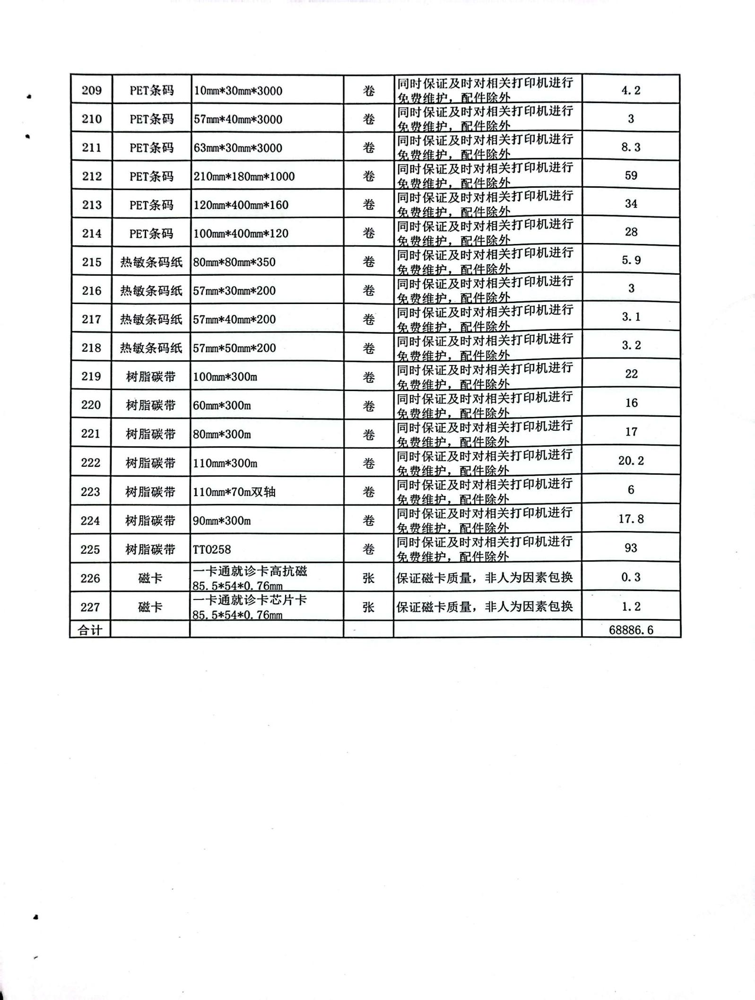 209 PET条码 10mm*30mm*3000 卷 同时保证及时对相关打印机进行 4.2
免费维护，配件除外
210 PET条码 57mm*40mm*3000 卷 同时保证及时对相关打印机进行 3
免费维护，配件除外
211 PET条码 63mm*30mm*3000 卷 同时保证及时对相关打印机进行 8.3
免费维护，配件除外
212 PET条码 210mm*180mm*1000 卷 同时保证及时对相关打印机进行 59
免费维护，配件除外
213 PET条码 120mm*400mm*160 卷 同时保证及时对相关打印机进行 34
免费维护，配件除外
214 PET条码 100mm*400mm*120 卷 同时保证及时对相关打印机进行 28
免费维护，配件除外
215 热敏条码纸 80mm*80mm*350 卷 同时保证及时对相关打印机进行 5.9
免费维护，配件除外
216 热敏条码纸 57mm*30mm*200 卷 同时保证及时对相关打印机进行 3
免费维护，配件除外
217 热敏条码纸 57mm*40mm*200 卷 同时保证及时对相关打印机进行 3.1
免费维护，配件除外
218 热敏条码纸 57mm*50mm*200 卷 同时保证及时对相关打印机进行 3.2
免费维护，配件除外
219 树脂碳带 100mm*300m 卷 同时保证及时对相关打印机进行 22
免费维护，配件除外
220 树脂碳带 60mm*300m 卷 同时保证及时对相关打印机进行 16
免费维护，配件除外
221 树脂碳带 80mm*300m 卷 同时保证及时对相关打印机进行 17
免费维护，配件除外
222 树脂碳带 110mm*300m 卷 同时保证及时对相关打印机进行 20.2
免费维护，配件除外
223 树脂碳带 110mm*70m双轴 卷 同时保证及时对相关打印机进行 6
免费维护，配件除外
224 树脂碳带 90mm*300m 卷 同时保证及时对相关打印机进行 17.8
免费维护，配件除外
225 树脂碳带 TT0258 卷 同时保证及时对相关打印机进行 93
免费维护，配件除外
226 磁卡 一卡通就诊卡高抗磁 张 保证磁卡质量，非人为因素包换 0.3
85.5*54*0.76mm
227 磁卡 一卡通就诊卡芯片卡 张 保证磁卡质量，非人为因素包换 1.2
85.5*54*0.76mm
合计 68886.6